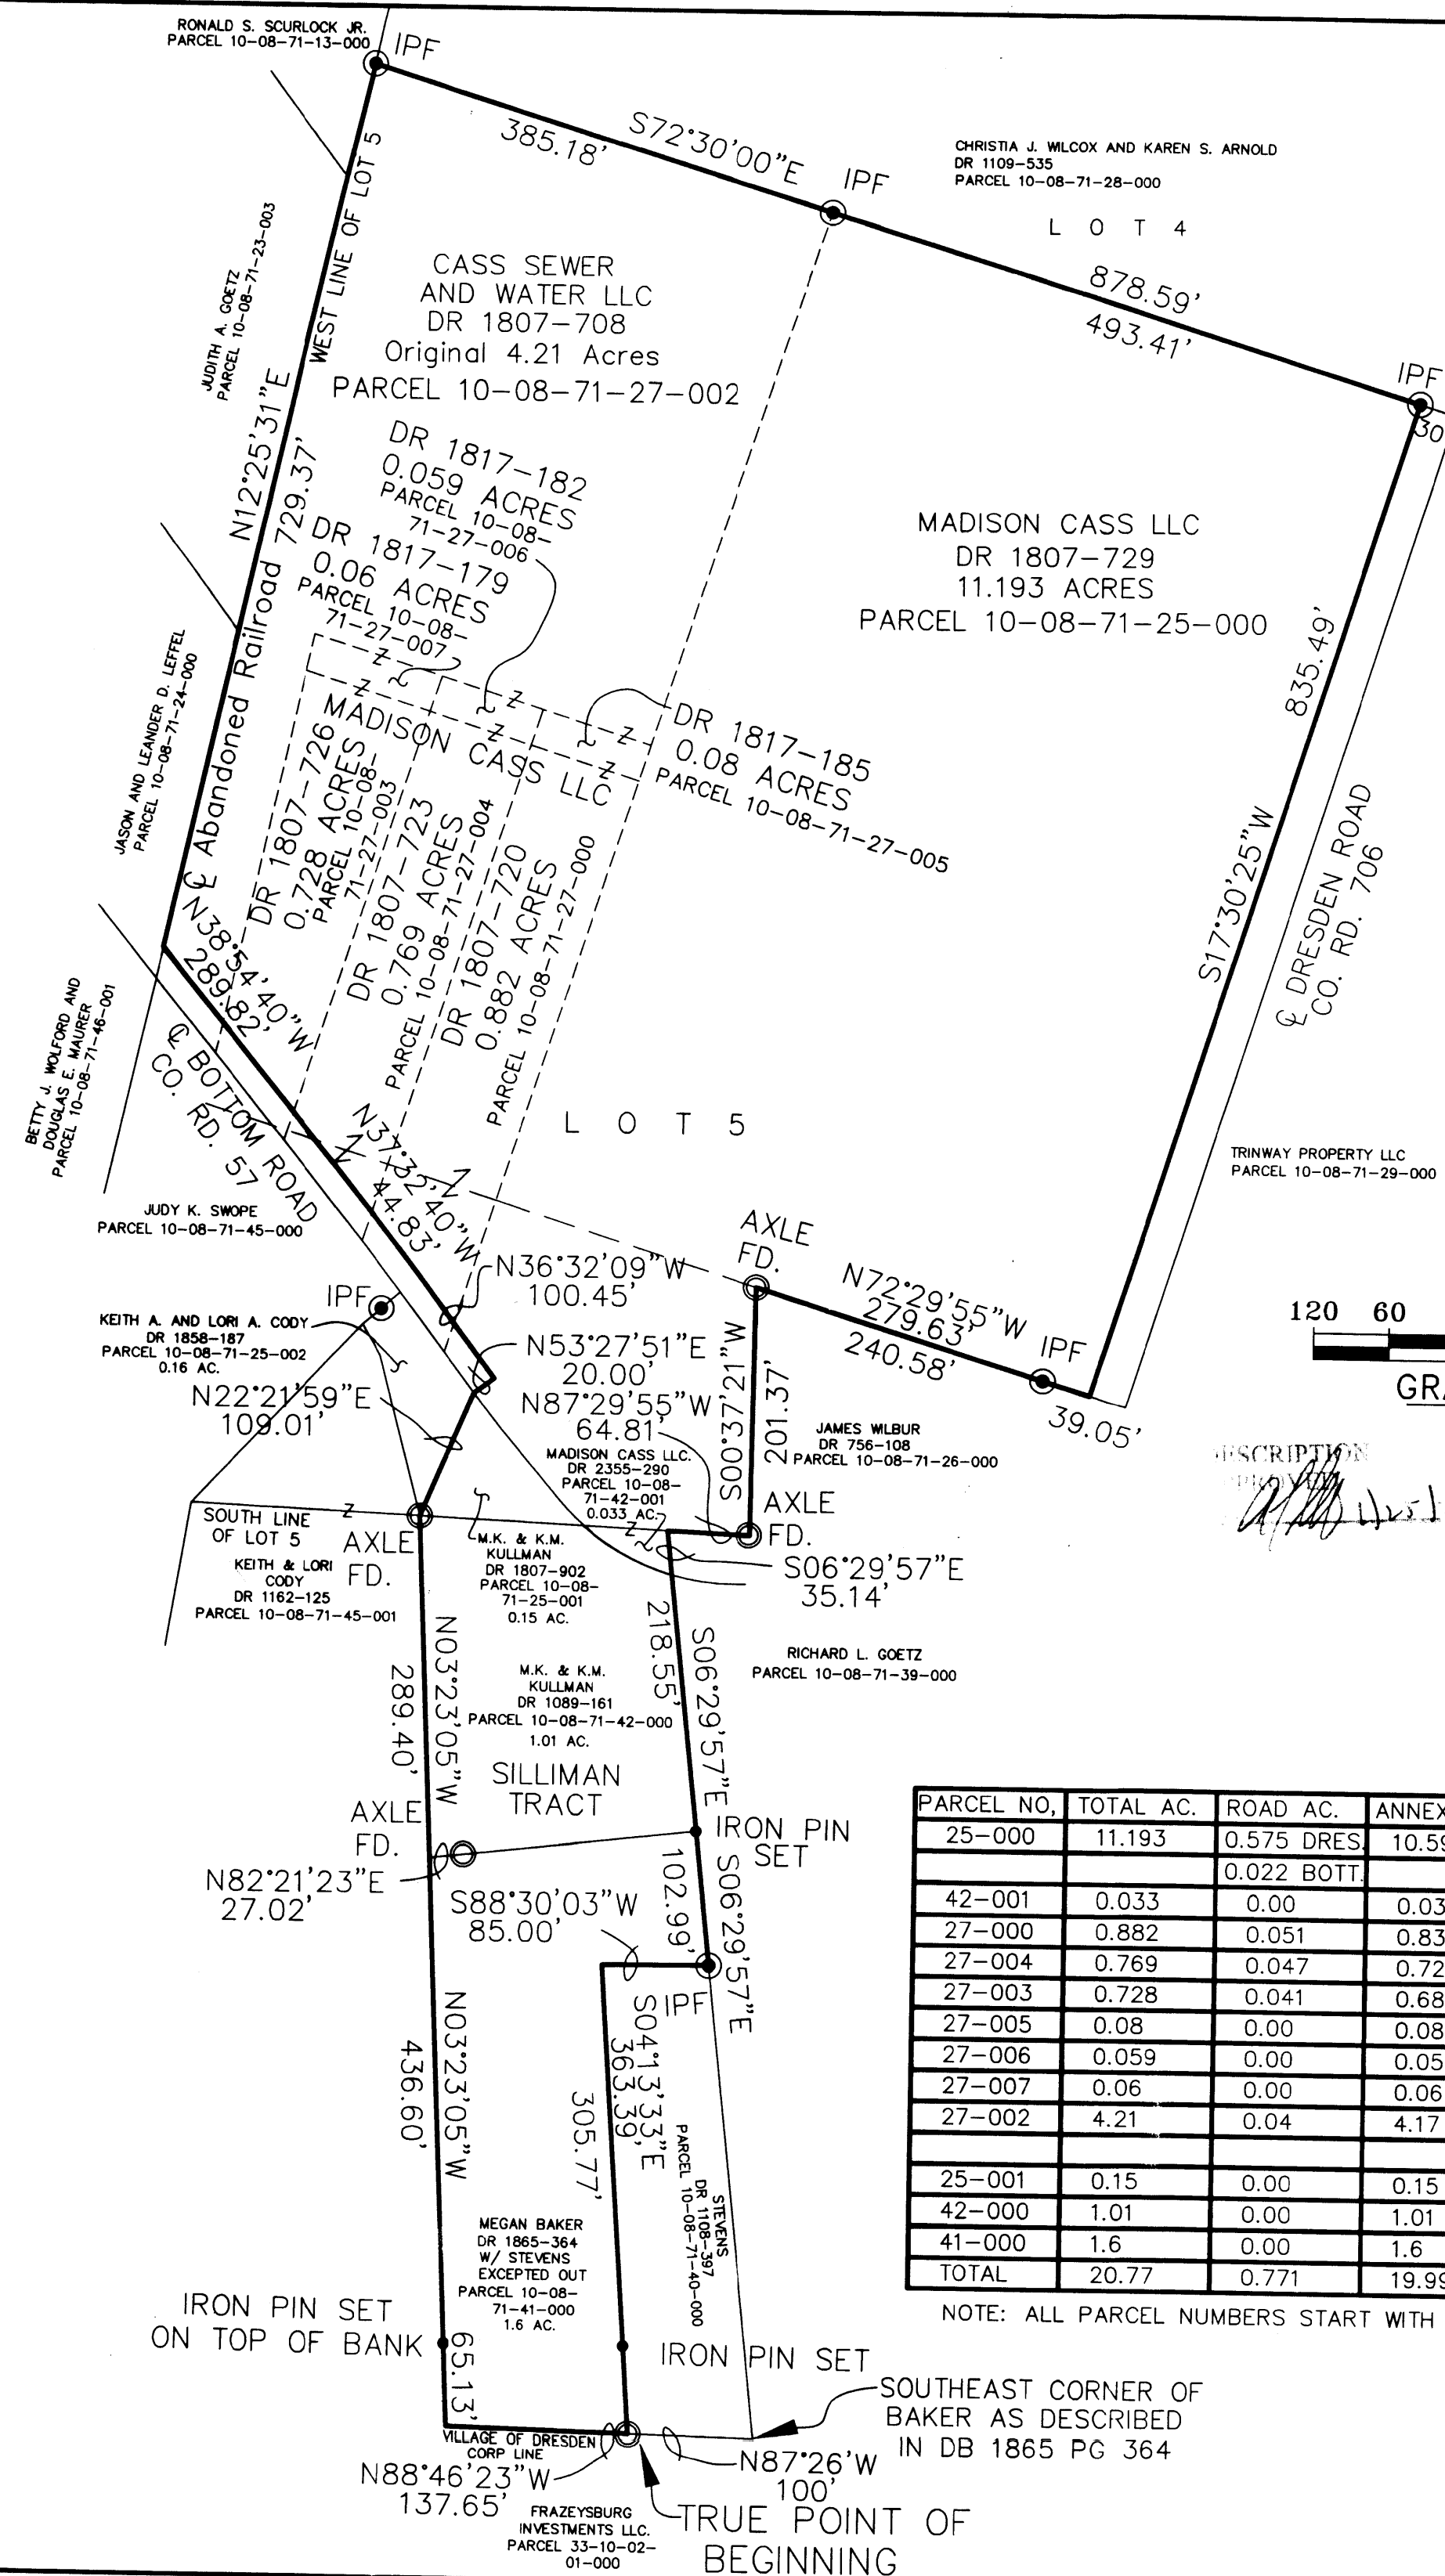 RONALD S. SCURLOCK JR.
PARCEL 10-08-71-13-000
IPF
385.18'
S72°30'00"E
IPF
CHRISTIA J. WILCOX AND KAREN S. ARNOLD
DR 1109-535
PARCEL 10-08-71-28-000
L O T 4
878.59'
493.41'
IPF
30
WEST LINE OF LOT 5
JUDITH A. GOETZ
PARCEL 10-08-71-23-003
CASS SEWER
AND WATER LLC
DR 1807-708
Original 4.21 Acres
PARCEL 10-08-71-27-002
N12°25'31"E
729.37'
℄ Abandoned Railroad
DR 1817-182
0.059 ACRES
PARCEL 10-08-
71-27-006
DR 1817-179
0.06 ACRES
PARCEL 10-08-
71-27-007
MADISON CASS LLC
DR 1807-729
11.193 ACRES
PARCEL 10-08-71-25-000
835.49'
S17°30'25"W
℄ DRESDEN ROAD
CO. RD. 706
JASON AND LEANDER D. LEFFEL
PARCEL 10-08-71-24-000
Z
Z
Z
Z
Z
Z
MADISON CASS LLC
DR 1817-185
0.08 ACRES
PARCEL 10-08-71-27-005
DR 1807-726
0.728 ACRES
PARCEL 10-08-
71-27-003
DR 1807-723
0.769 ACRES
PARCEL 10-08-71-27-004
DR 1807-720
0.882 ACRES
PARCEL 10-08-71-27-000
N38°54'40"W
289.82'
BETTY J. WOLFORD AND
DOUGLAS E. MAURER
PARCEL 10-08-71-46-001
℄ BOTTOM ROAD
CO. RD. 57
L O T 5
TRINWAY PROPERTY LLC
PARCEL 10-08-71-29-000
JUDY K. SWOPE
PARCEL 10-08-71-45-000
N37°32'40"W
44.83'
Z
Z
N36°32'09"W
100.45'
AXLE
FD.
N72°29'55"W
279.63'
240.58'
IPF
39.05'
120 60
GRA
IPF
KEITH A. AND LORI A. CODY
DR 1858-187
PARCEL 10-08-71-25-002
0.16 AC.
N53°27'51"E
20.00'
N22°21'59"E
109.01'
N87°29'55"W
64.81'
S00°37'21"W
201.37'
JAMES WILBUR
DR 756-108
PARCEL 10-08-71-26-000
MADISON CASS LLC.
DR 2355-290
PARCEL 10-08-
71-42-001
0.033 AC.
ESCRIPTION
SOUTH LINE
OF LOT 5
Z
AXLE
FD.
Z
AXLE
FD.
M.K. & K.M.
KULLMAN
DR 1807-902
PARCEL 10-08-
71-25-001
0.15 AC.
S06°29'57"E
35.14'
KEITH & LORI
CODY
DR 1162-125
PARCEL 10-08-71-45-001
RICHARD L. GOETZ
PARCEL 10-08-71-39-000
N03°23'05"W
289.40'
M.K. & K.M.
KULLMAN
DR 1089-161
PARCEL 10-08-71-42-000
1.01 AC.
218.55'
S06°29'57"E
SILLIMAN
TRACT
AXLE
FD.
IRON PIN
SET
N82°21'23"E
27.02'
102.99'
S06°29'57"E
S88°30'03"W
85.00'
IPF
N03°23'05"W
436.60'
S04°13'33"E
363.39'
305.77'
STEVENS
DR 1108-397
PARCEL 10-08-71-40-000
MEGAN BAKER
DR 1865-364
W/ STEVENS
EXCEPTED OUT
PARCEL 10-08-
71-41-000
1.6 AC.
IRON PIN SET
ON TOP OF BANK
65.13'
IRON PIN SET
SOUTHEAST CORNER OF
BAKER AS DESCRIBED
IN DB 1865 PG 364
VILLAGE OF DRESDEN
CORP LINE
N88°46'23"W
137.65'
N87°26'W
100'
FRAZEYSBURG
INVESTMENTS LLC.
PARCEL 33-10-02-
01-000
TRUE POINT OF
BEGINNING
PARCEL NO, TOTAL AC. ROAD AC. ANNEX
25-000 11.193 0.575 DRES. 10.59
0.022 BOTT.
42-001 0.033 0.00 0.03
27-000 0.882 0.051 0.83
27-004 0.769 0.047 0.72
27-003 0.728 0.041 0.68
27-005 0.08 0.00 0.08
27-006 0.059 0.00 0.05
27-007 0.06 0.00 0.06
27-002 4.21 0.04 4.17
25-001 0.15 0.00 0.15
42-000 1.01 0.00 1.01
41-000 1.6 0.00 1.6
TOTAL 20.77 0.771 19.99
NOTE: ALL PARCEL NUMBERS START WITH